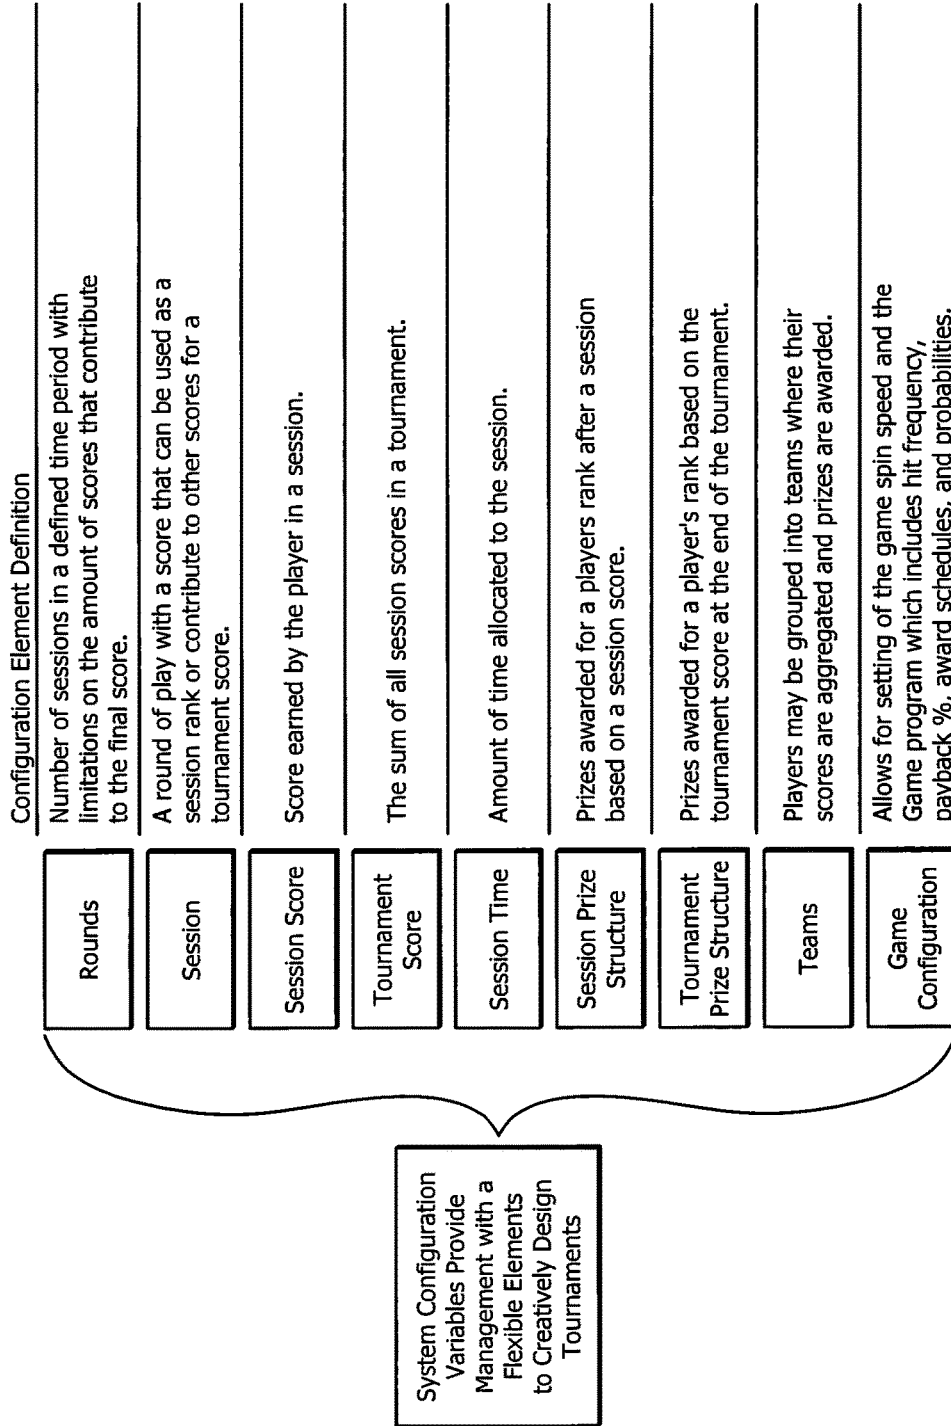 System Configuration
Variables Provide
Management with a
Flexible Elements
to Creatively Design
Tournaments
Configuration Element Definition
Rounds
Number of sessions in a defined time period with
limitations on the amount of scores that contribute
to the final score.
Session
A round of play with a score that can be used as a
session rank or contribute to other scores for a
tournament score.
Session Score
Score earned by the player in a session.
Tournament
Score
The sum of all session scores in a tournament.
Session Time
Amount of time allocated to the session.
Session Prize
Structure
Prizes awarded for a players rank after a session
based on a session score.
Tournament
Prize Structure
Prizes awarded for a player's rank based on the
tournament score at the end of the tournament.
Teams
Players may be grouped into teams where their
scores are aggregated and prizes are awarded.
Game
Configuration
Allows for setting of the game spin speed and the
Game program which includes hit frequency,
payback %, award schedules, and probabilities.